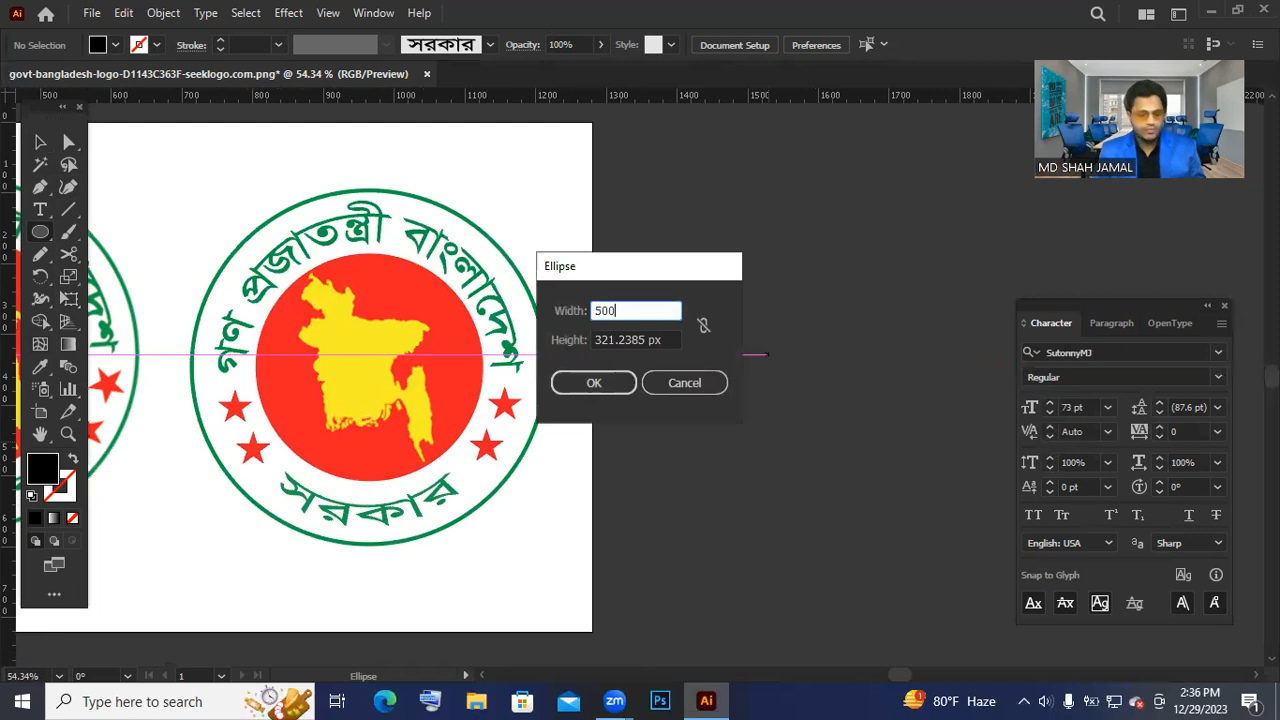 File Edit Object Type Select Effect View Window Help
No Selection Stroke: সরকার Opacity: 100% Style: Document Setup Preferences
govt-bangladesh-logo-D1143C363F-seeklogo.com.png* @ 54.34 % (RGB/Preview)
500 600 700 800 900 1000 1100 1200 1300 1400 1500 1600 1700 1800 1900 2200
MD SHAH JAMAL
গণ প্রজাতন্ত্রী বাংলাদেশ
সরকার
Ellipse
Width: 500
Height: 321.2385 px
OK Cancel
Character Paragraph OpenType
SutonnyMJ
Regular
73 pt (87.6 pt)
Auto 0
100% 100%
0 pt 0°
English: USA Sharp
Snap to Glyph
54.34% 0° 1 Ellipse
Type here to search
80°F Haze
2:36 PM
12/29/2023